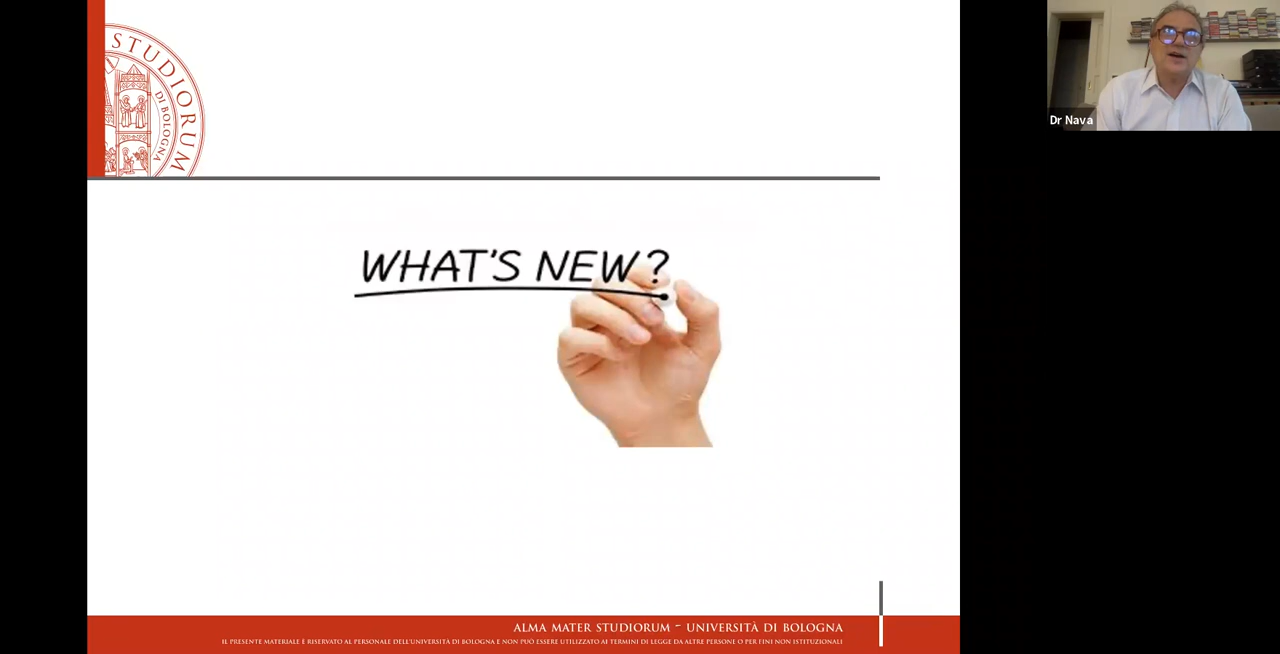 STUDIORUM
DI BOLOGNA
Dr Nava
WHAT'S NEW?
ALMA MATER STUDIORUM – UNIVERSITÀ DI BOLOGNA
IL PRESENTE MATERIALE È RISERVATO AL PERSONALE DELL'UNIVERSITÀ DI BOLOGNA E NON PUÒ ESSERE UTILIZZATO AI TERMINI DI LEGGE DA ALTRE PERSONE O PER FINI NON ISTITUZIONALI